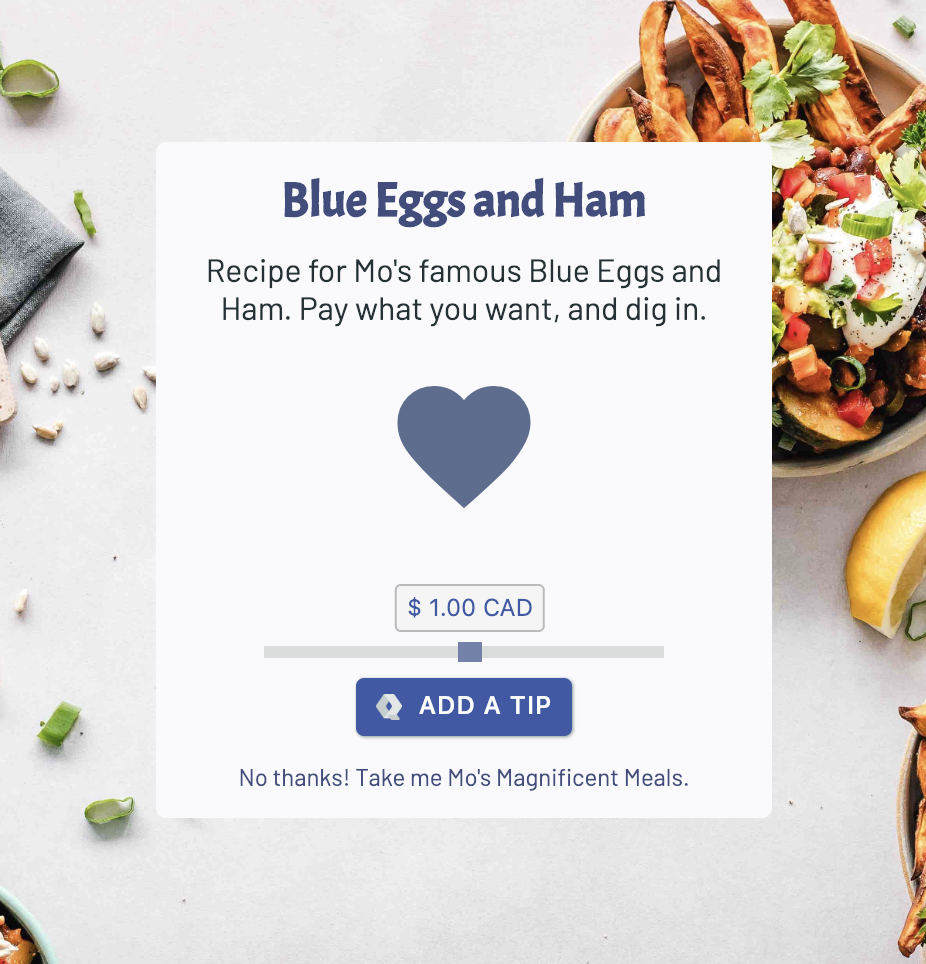 Blue Eggs and Ham
Recipe for Mo's famous Blue Eggs and
Ham. Pay what you want, and dig in.
$ 1.00 CAD
ADD A TIP
No thanks! Take me Mo's Magnificent Meals.